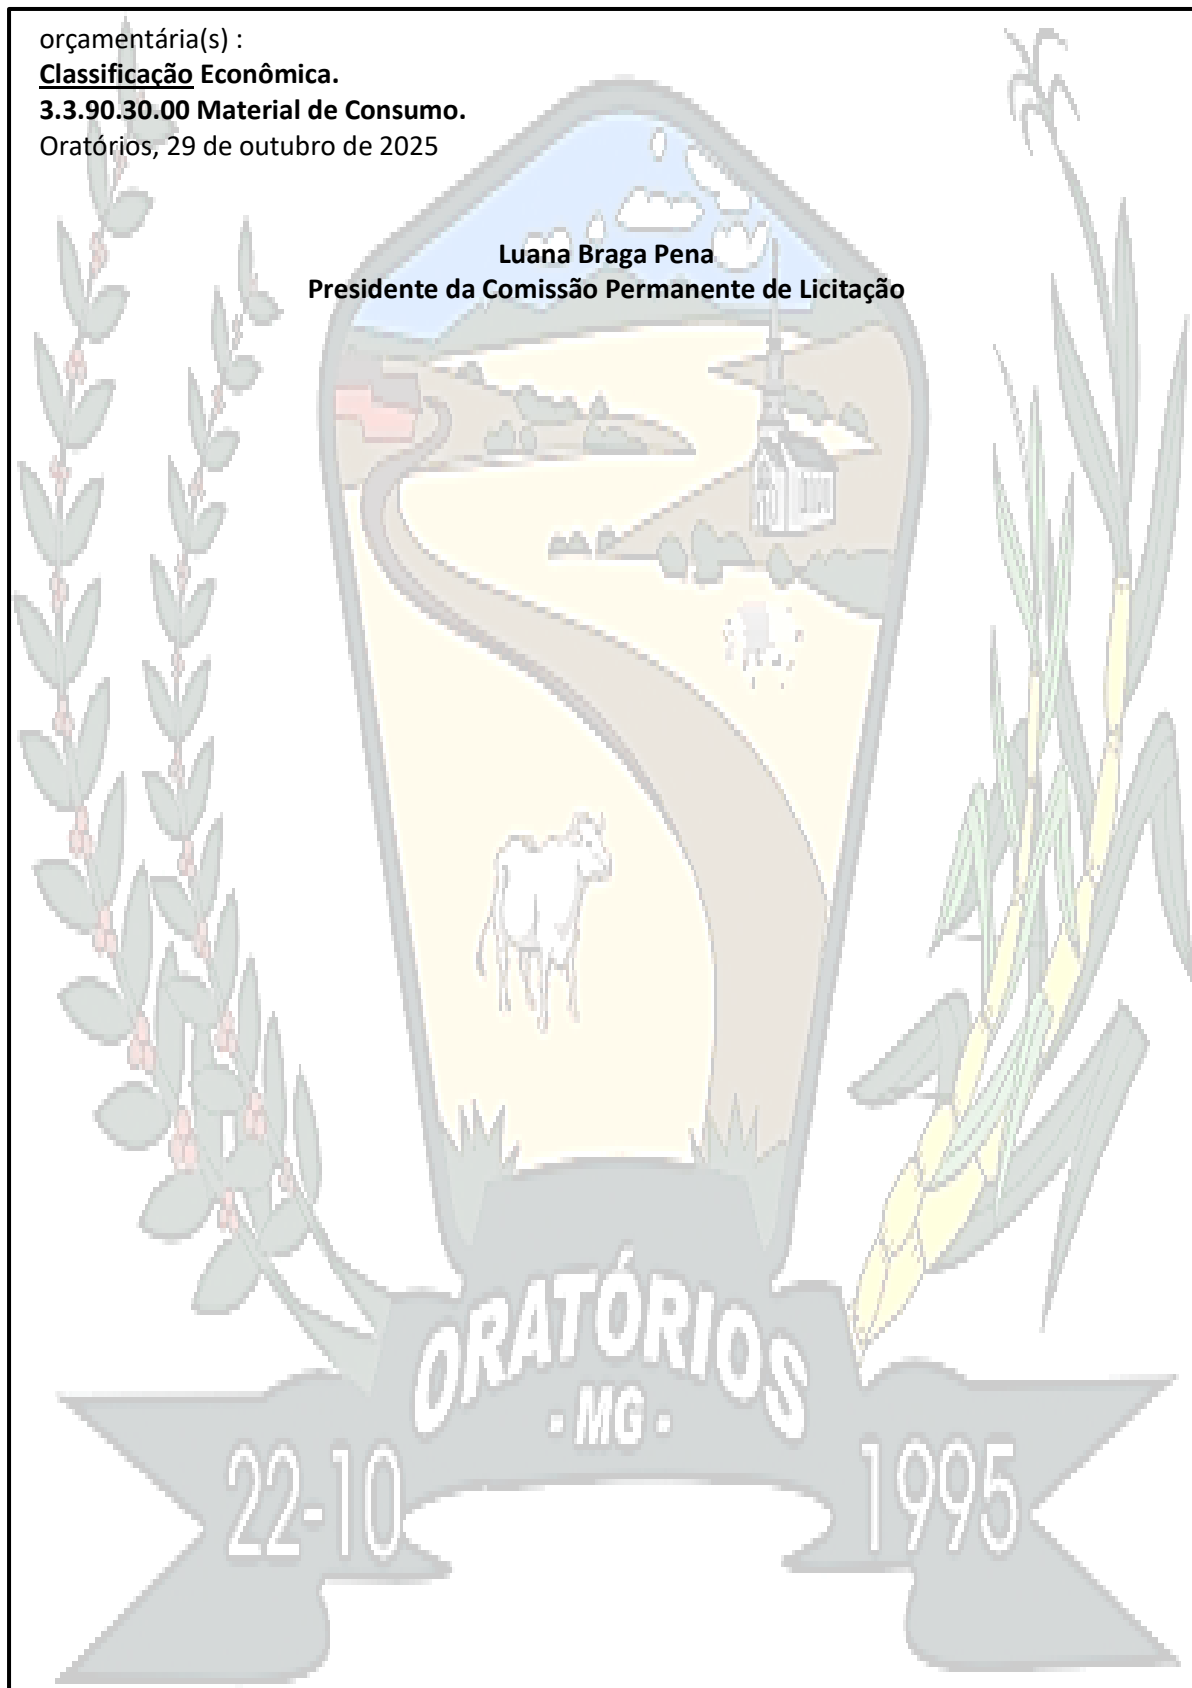 orçamentária(s) :
Classificação Econômica.
3.3.90.30.00 Material de Consumo.
Oratórios, 29 de outubro de 2025
Luana Braga Pena
Presidente da Comissão Permanente de Licitação
ORATÓRIOS
- MG -
22-10 1995